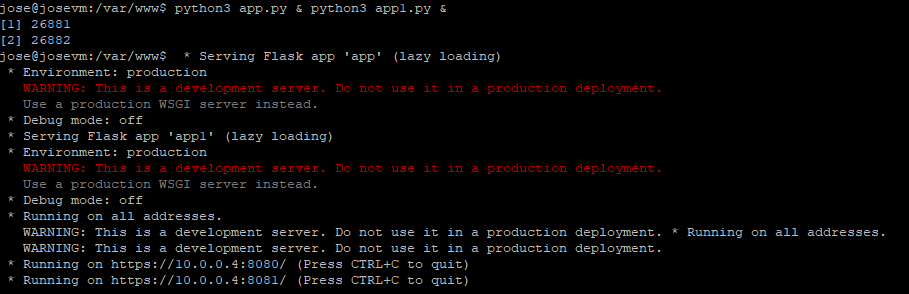 jose@josevm:/var/www$ python3 app.py & python3 app1.py &
[1] 26881
[2] 26882
jose@josevm:/var/www$  * Serving Flask app 'app' (lazy loading)
 * Environment: production
   WARNING: This is a development server. Do not use it in a production deployment.
   Use a production WSGI server instead.
 * Debug mode: off
 * Serving Flask app 'app1' (lazy loading)
 * Environment: production
   WARNING: This is a development server. Do not use it in a production deployment.
   Use a production WSGI server instead.
 * Debug mode: off
 * Running on all addresses.
   WARNING: This is a development server. Do not use it in a production deployment. * Running on all addresses.
   WARNING: This is a development server. Do not use it in a production deployment.
 * Running on https://10.0.0.4:8080/ (Press CTRL+C to quit)
 * Running on https://10.0.0.4:8081/ (Press CTRL+C to quit)